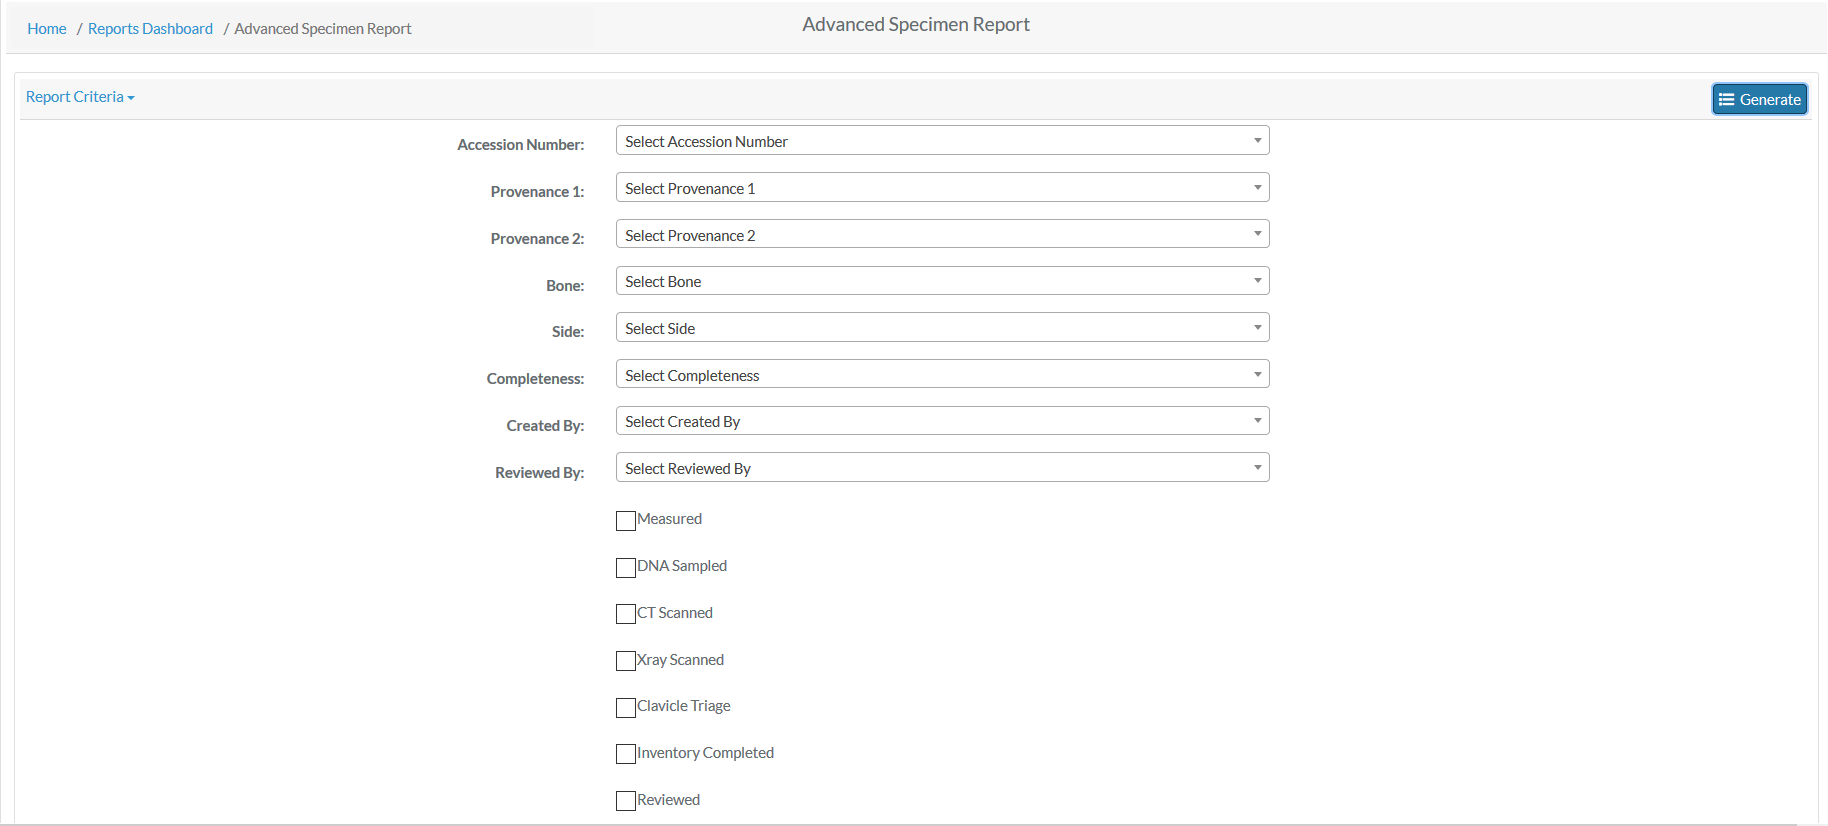 Home / Reports Dashboard / Advanced Specimen Report
Advanced Specimen Report
Report Criteria
Generate
Accession Number: Select Accession Number
Provenance 1: Select Provenance 1
Provenance 2: Select Provenance 2
Bone: Select Bone
Side: Select Side
Completeness: Select Completeness
Created By: Select Created By
Reviewed By: Select Reviewed By
Measured
DNA Sampled
CT Scanned
Xray Scanned
Clavicle Triage
Inventory Completed
Reviewed